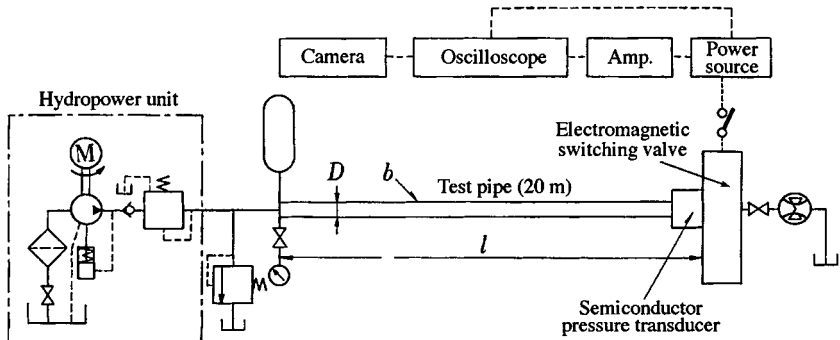 Camera
Oscilloscope
Amp.
Power
source
Hydropower unit
M
Electromagnetic
switching valve
D
b
Test pipe (20 m)
l
Semiconductor
pressure transducer